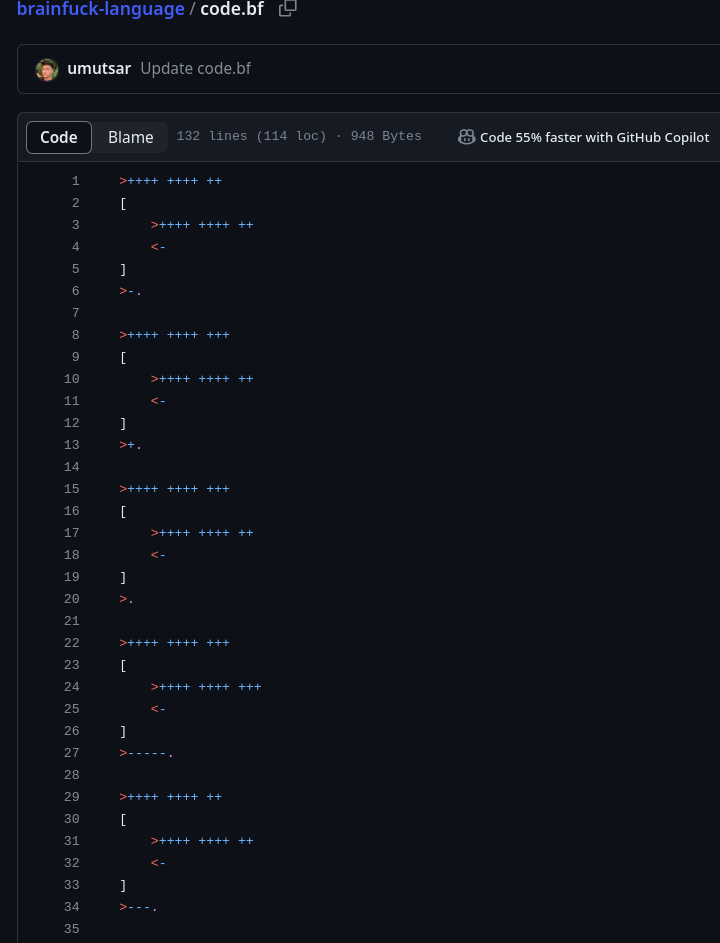 brainfuck-language / code.bf
umutsar Update code.bf
Code Blame 132 lines (114 loc) · 948 Bytes Code 55% faster with GitHub Copilot
1 >++++ ++++ ++
2 [
3 >++++ ++++ ++
4 <-
5 ]
6 >-.
7
8 >++++ ++++ +++
9 [
10 >++++ ++++ ++
11 <-
12 ]
13 >+.
14
15 >++++ ++++ +++
16 [
17 >++++ ++++ ++
18 <-
19 ]
20 >.
21
22 >++++ ++++ +++
23 [
24 >++++ ++++ +++
25 <-
26 ]
27 >-----.
28
29 >++++ ++++ ++
30 [
31 >++++ ++++ ++
32 <-
33 ]
34 >---.
35